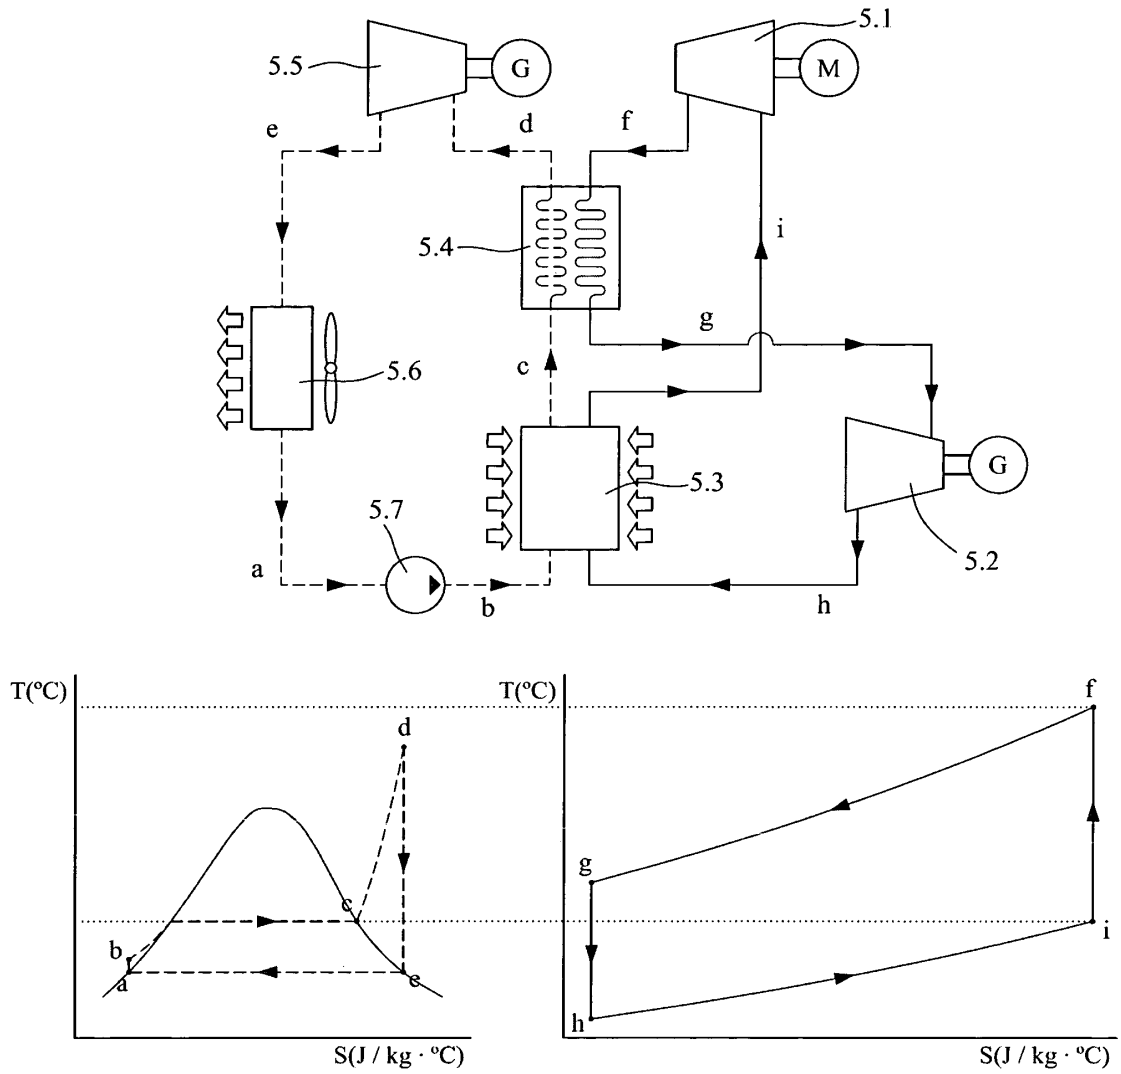 5.1
5.5
G
M
e
d
f
5.4
i
g
c
5.6
5.3
G
5.7
5.2
a
b
h
T(ºC)
T(ºC)
f
d
g
c
i
b
a
e
h
S(J / kg · ºC)
S(J / kg · ºC)